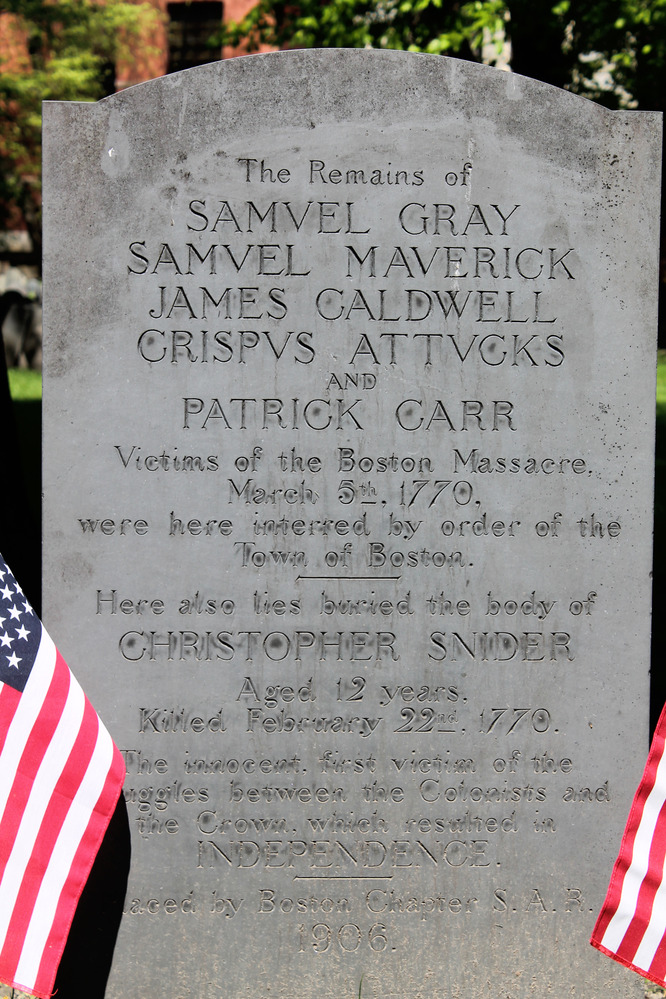 The Remains of
SAMVEL GRAY
SAMVEL MAVERICK
JAMES CALDWELL
CRISPVS ATTVCKS
AND
PATRICK CARR
Victims of the Boston Massacre,
March 5th, 1770,
were here interred by order of the
Town of Boston.
Here also lies buried the body of
CHRISTOPHER SNIDER
Aged 12 years,
Killed February 22nd, 1770.
The innocent, first victim of the
uggles between the Colonists and
the Crown, which resulted in
INDEPENDENCE.
aced by Boston Chapter S.A.R.
1906.